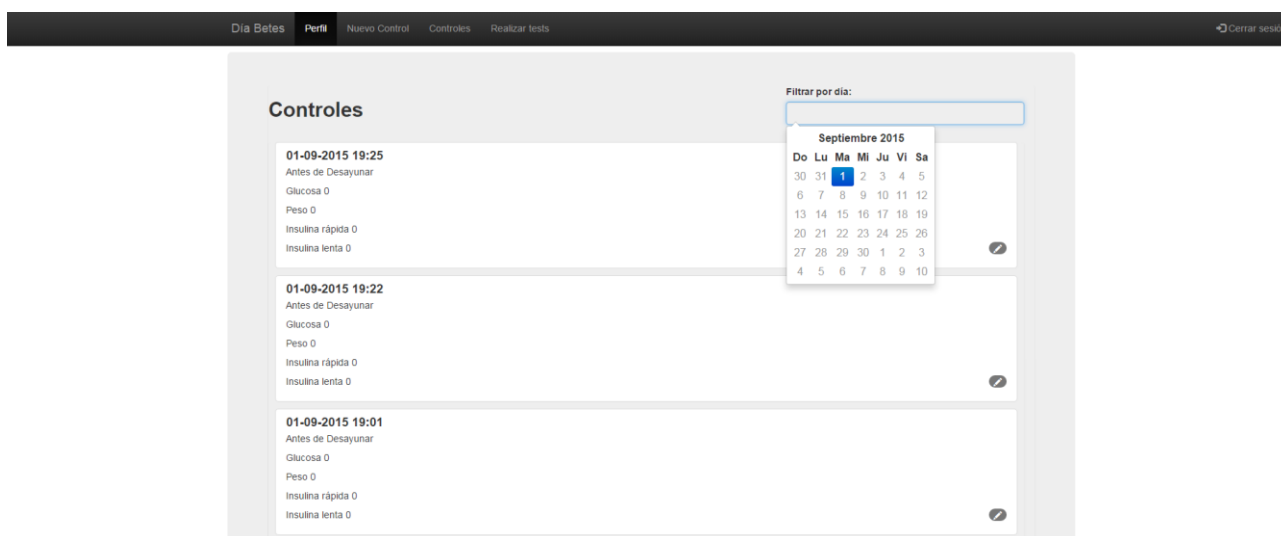 Día Betes Perfil Nuevo Control Controles Realizar tests Cerrar sesió
Filtrar por día:
Controles
Septiembre 2015
Do Lu Ma Mi Ju Vi Sa
30 31 1 2 3 4 5
6 7 8 9 10 11 12
13 14 15 16 17 18 19
20 21 22 23 24 25 26
27 28 29 30 1 2 3
4 5 6 7 8 9 10
01-09-2015 19:25
Antes de Desayunar
Glucosa 0
Peso 0
Insulina rápida 0
Insulina lenta 0
01-09-2015 19:22
Antes de Desayunar
Glucosa 0
Peso 0
Insulina rápida 0
Insulina lenta 0
01-09-2015 19:01
Antes de Desayunar
Glucosa 0
Peso 0
Insulina rápida 0
Insulina lenta 0